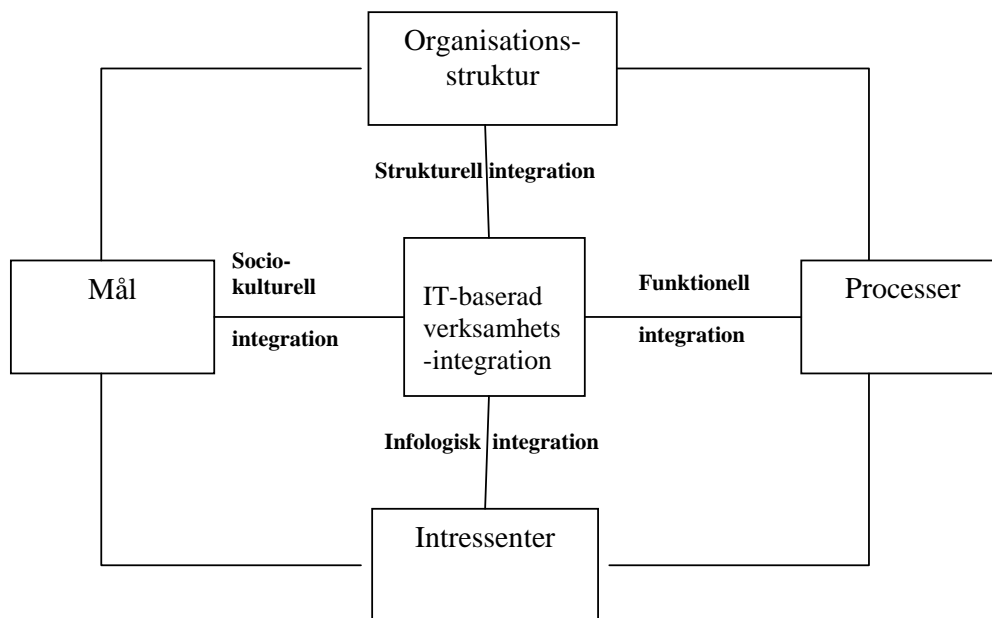 Organisations-
struktur
Strukturell integration
Mål
Socio-
kulturell
integration
IT-baserad
verksamhets
-integration
Funktionell
integration
Processer
Infologisk integration
Intressenter